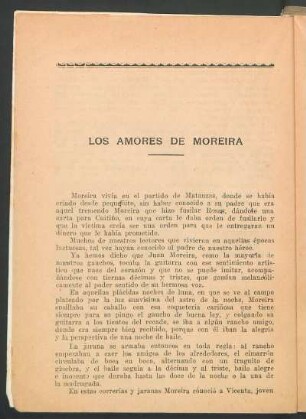 LOS AMORES DE MOREIRA
Moreira vivía en el partido de Matanzas, donde se había
criado desde pequeñito, sin haber conocido a su padre que era
aquel tremendo Moreira que hizo fusilar Rosas, dándole una
carta para Cuitiño, en cuya carta le daba orden de fusilarlo y
que la víctima creía ser una orden para que le entregaran un
dinero que le había prometido.
Muchos de nuestros lectores que vivieron en aquellas épocas
luctuosas, tal vez hayan conocido al padre de nuestro héroe.
Ya hemos dicho que Juan Moreira, como la mayoría de
nuestros gauchos, tocaba la guitarra con ese sentimiento artís-
tico que nace del corazón y que no se puede imitar, acompa-
ñándose con tiernas décimas y tristes, que gustaban melancólica-
mente al poder sentido de su hermosa voz.
En aquellas plácidas noches de luna, en que se ve al campo
plateado por la luz suavísima del astro de la noche, Moreira
ensillaba su caballo con esa coquetería cariñosa que tiene
siempre para su pingo el gaucho de buena ley, y colgando su
guitarra a los tientos del recado, se iba a algún rancho amigo,
donde era siempre bien recibido, porque con él iban la alegría
y la perspectiva de una noche de baile.
La jarana se armaba entonces en toda regla: al rancho
empezaban a caer los amigos de los alrededores, el cimarrón
circulaba de boca en boca, alternando con un traguito de
ginebra, y el baile seguía a la décima y al triste, baile alegre
e inocente que duraba hasta la doce de la noche o la una de
la madrugada.
En estas correrías y jaranas Moreira conoció a Vicenta, joven